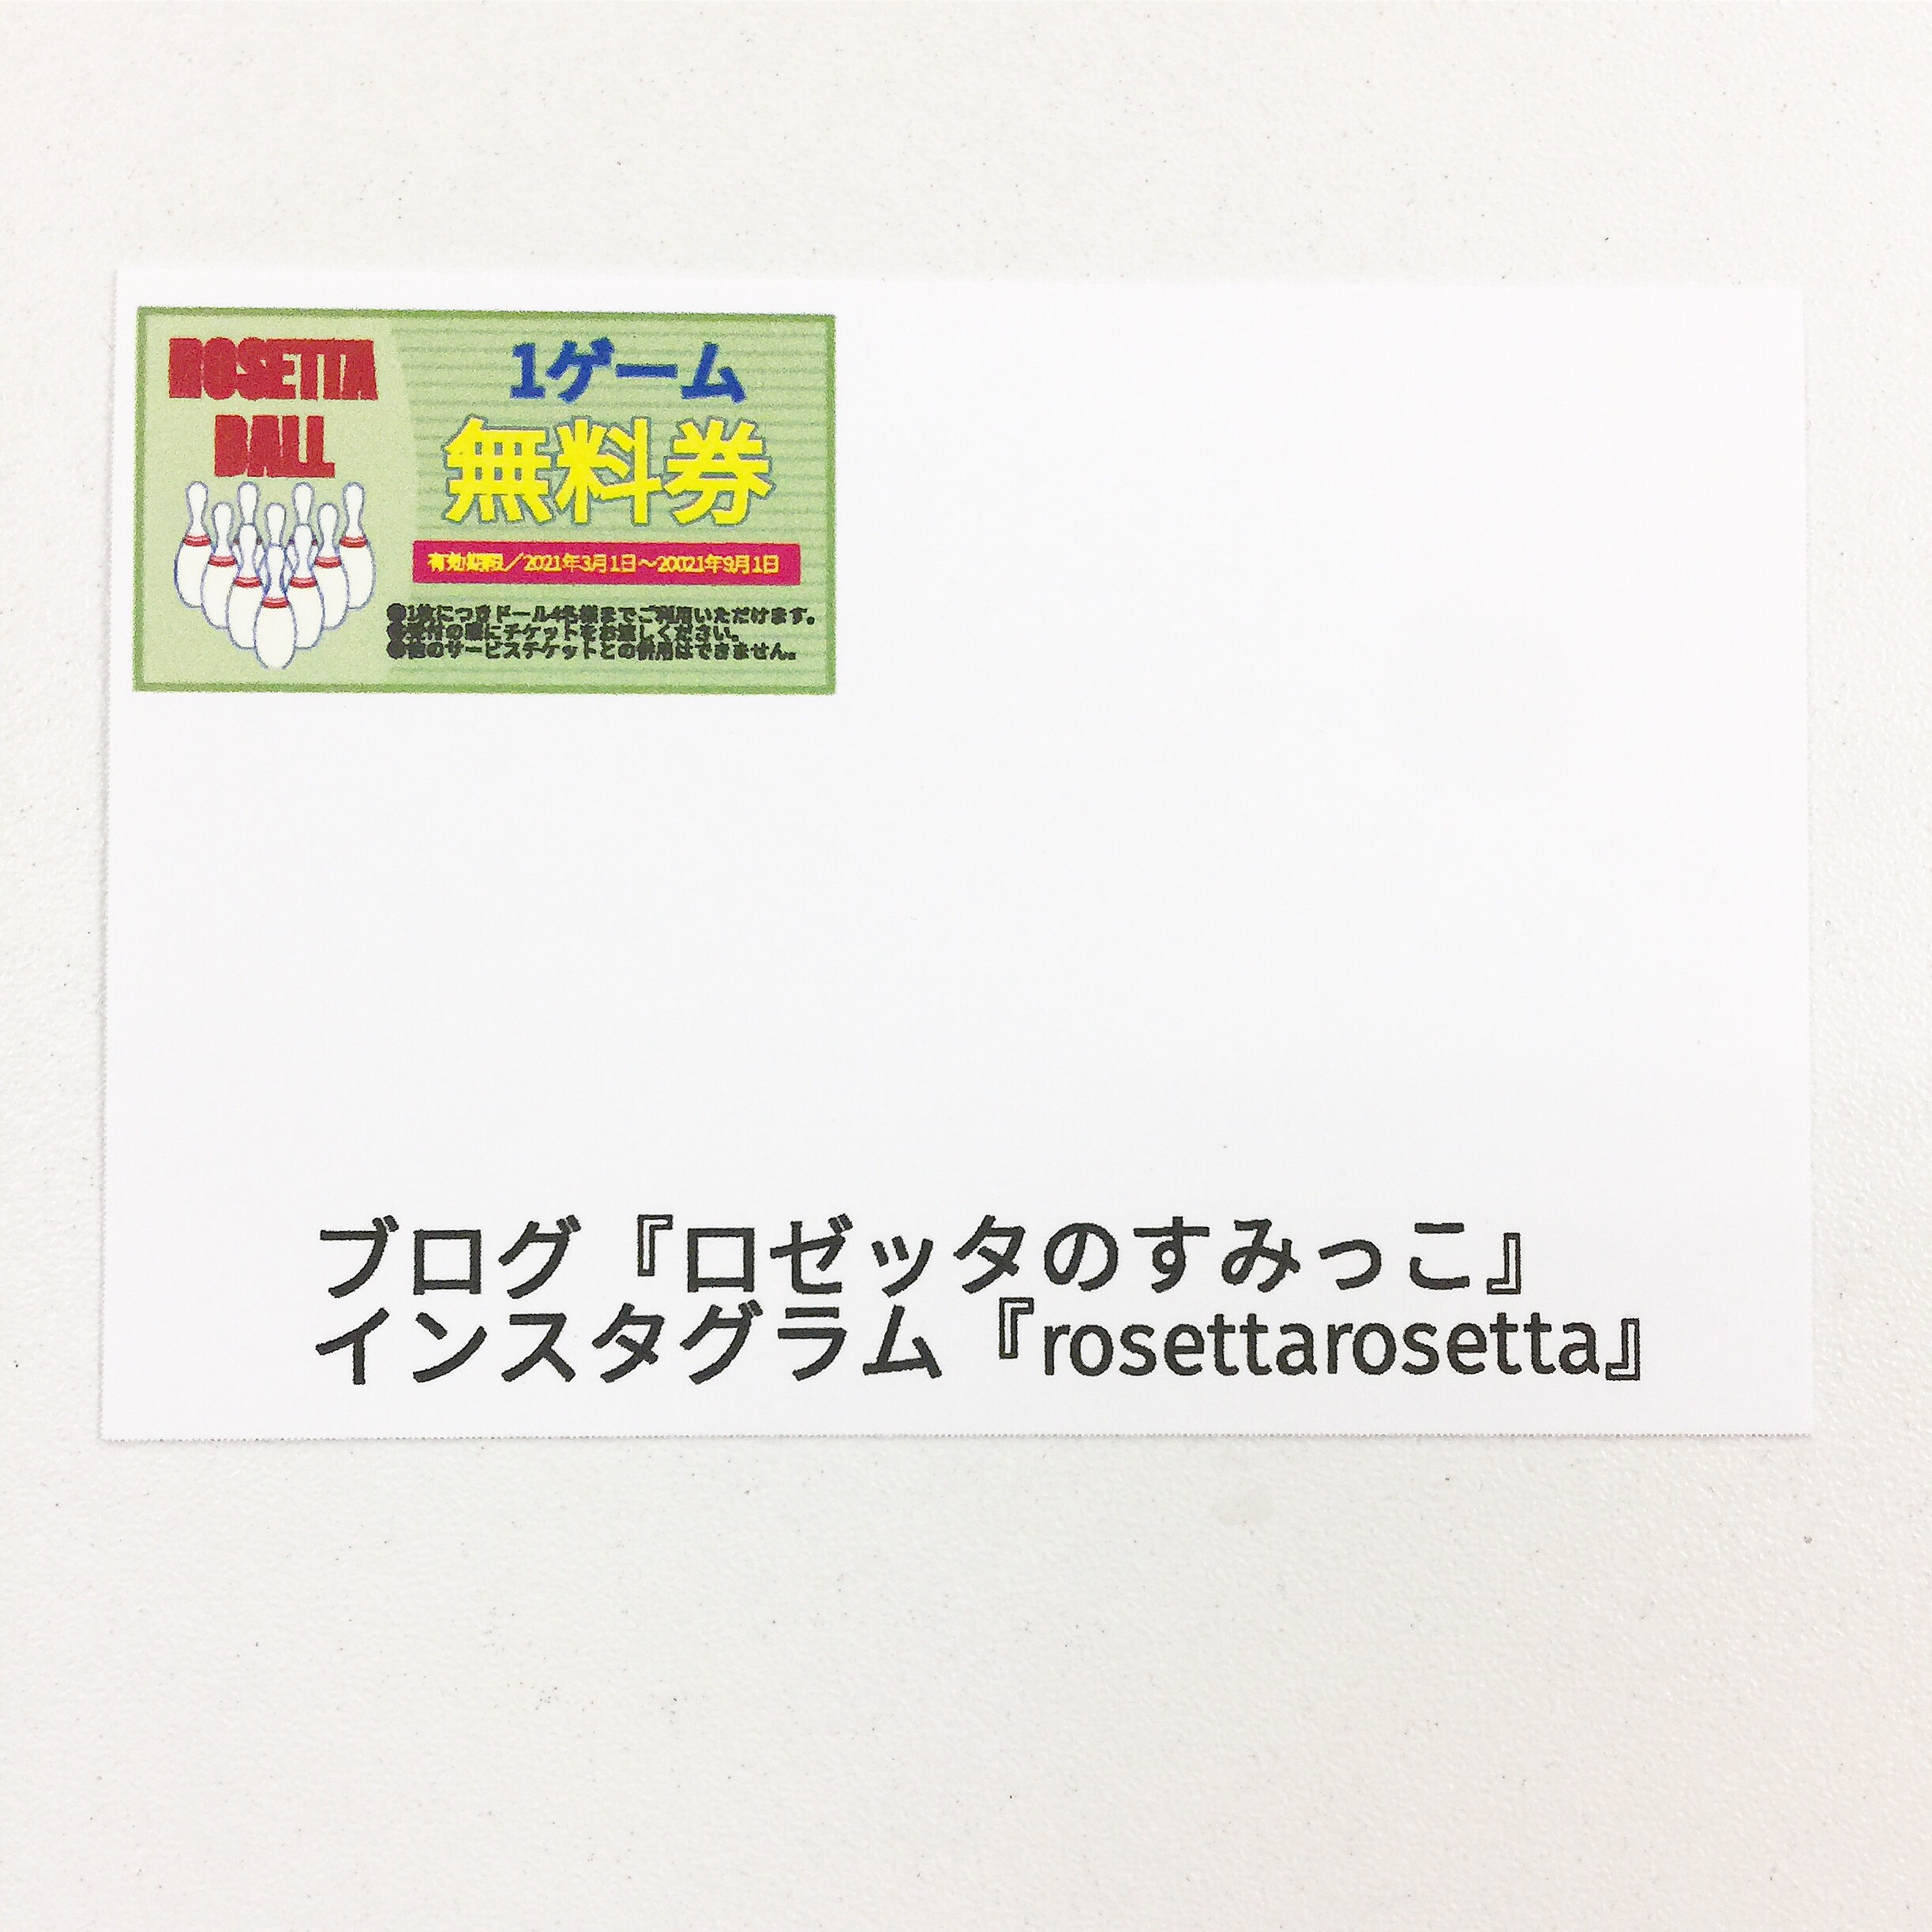 ROSETTA
BALL
1ゲーム
無料券
有効期限／2021年3月1日～20021年9月1日
●1枚につきドール4名様までご利用いただけます。
●受付の際にチケットをお渡しください。
●他のサービスチケットとの併用はできません。
ブログ『ロゼッタのすみっこ』
インスタグラム『rosettarosetta』